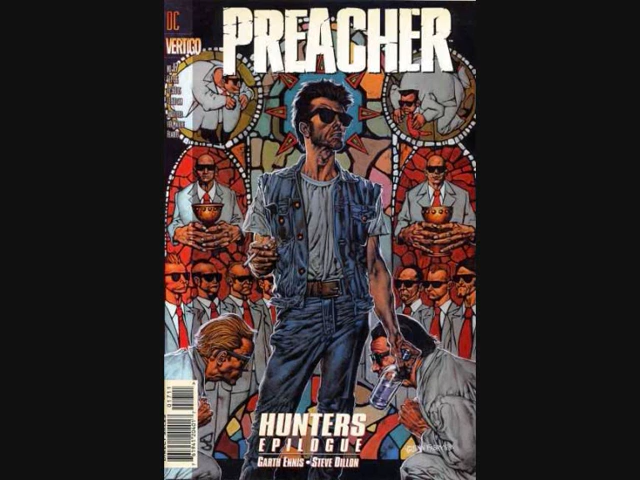 DC
VERTIGO
PREACHER
HUNTERS
EPILOGUE
GARTH ENNIS • STEVE DILLON